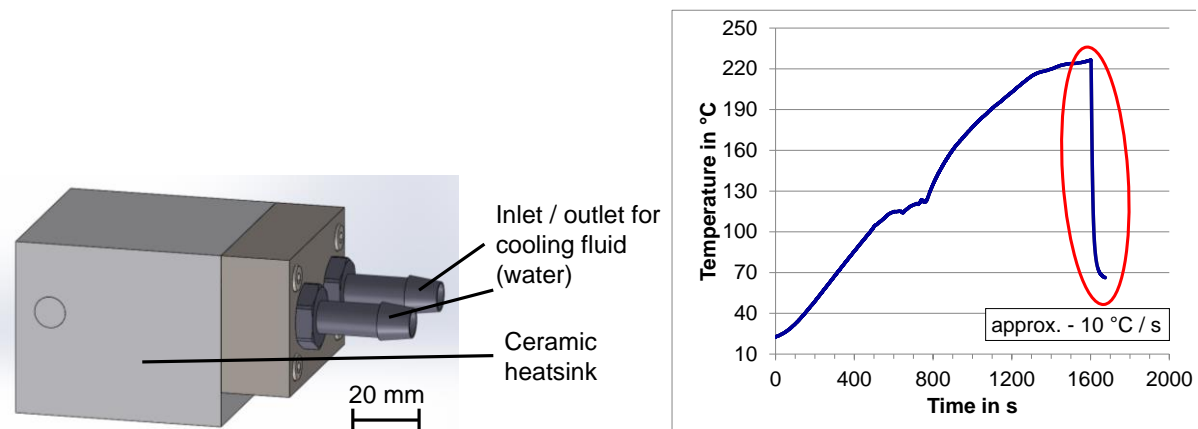 Inlet / outlet for
cooling fluid
(water)
Ceramic
heatsink
20 mm
Temperature in °C
250
220
190
160
130
100
70
40
10
approx. - 10 °C / s
0 400 800 1200 1600 2000
Time in s